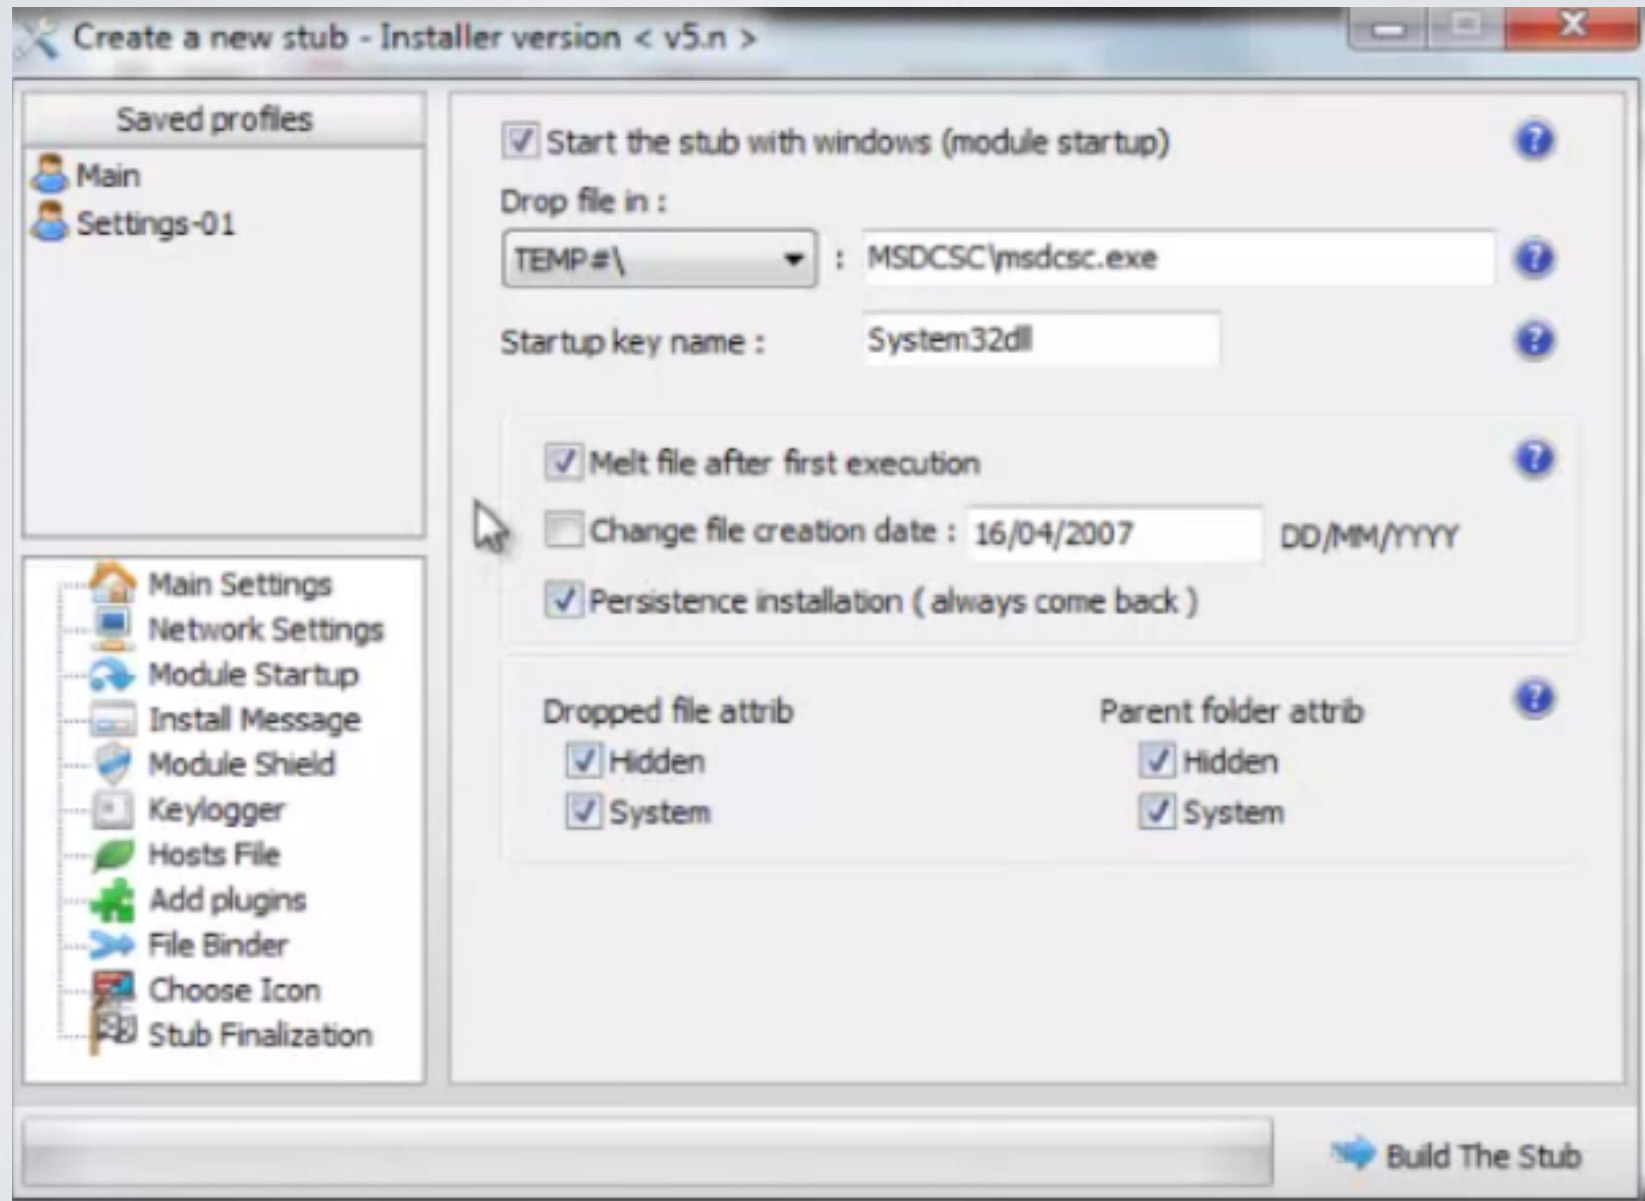 Create a new stub - Installer version < v5.n >
Saved profiles
Main
Settings-01
Main Settings
Network Settings
Module Startup
Install Message
Module Shield
Keylogger
Hosts File
Add plugins
File Binder
Choose Icon
Stub Finalization
Start the stub with windows (module startup)
Drop file in :
TEMP#\ : MSDCSC\msdcsc.exe
Startup key name : System32dll
Melt file after first execution
Change file creation date : 16/04/2007 DD/MM/YYYY
Persistence installation ( always come back )
Dropped file attrib Parent folder attrib
Hidden Hidden
System System
Build The Stub